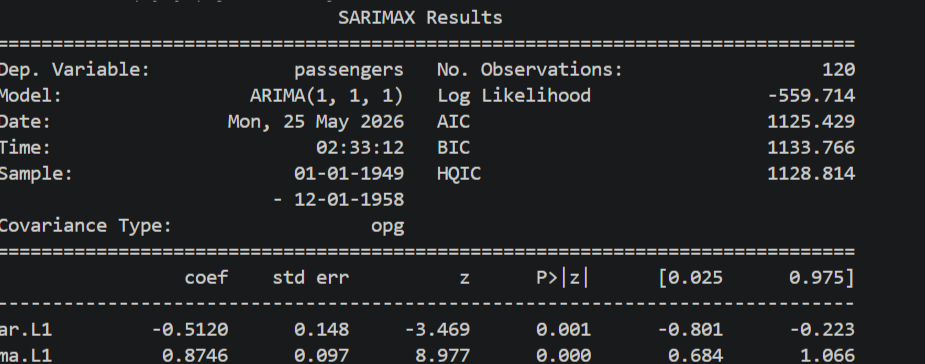 SARIMAX Results
==============================================================================
Dep. Variable: passengers No. Observations: 120
Model: ARIMA(1, 1, 1) Log Likelihood -559.714
Date: Mon, 25 May 2026 AIC 1125.429
Time: 02:33:12 BIC 1133.766
Sample: 01-01-1949 HQIC 1128.814
- 12-01-1958
Covariance Type: opg
==============================================================================
coef std err z P>|z| [0.025 0.975]
------------------------------------------------------------------------------
ar.L1 -0.5120 0.148 -3.469 0.001 -0.801 -0.223
ma.L1 0.8746 0.097 8.977 0.000 0.684 1.066